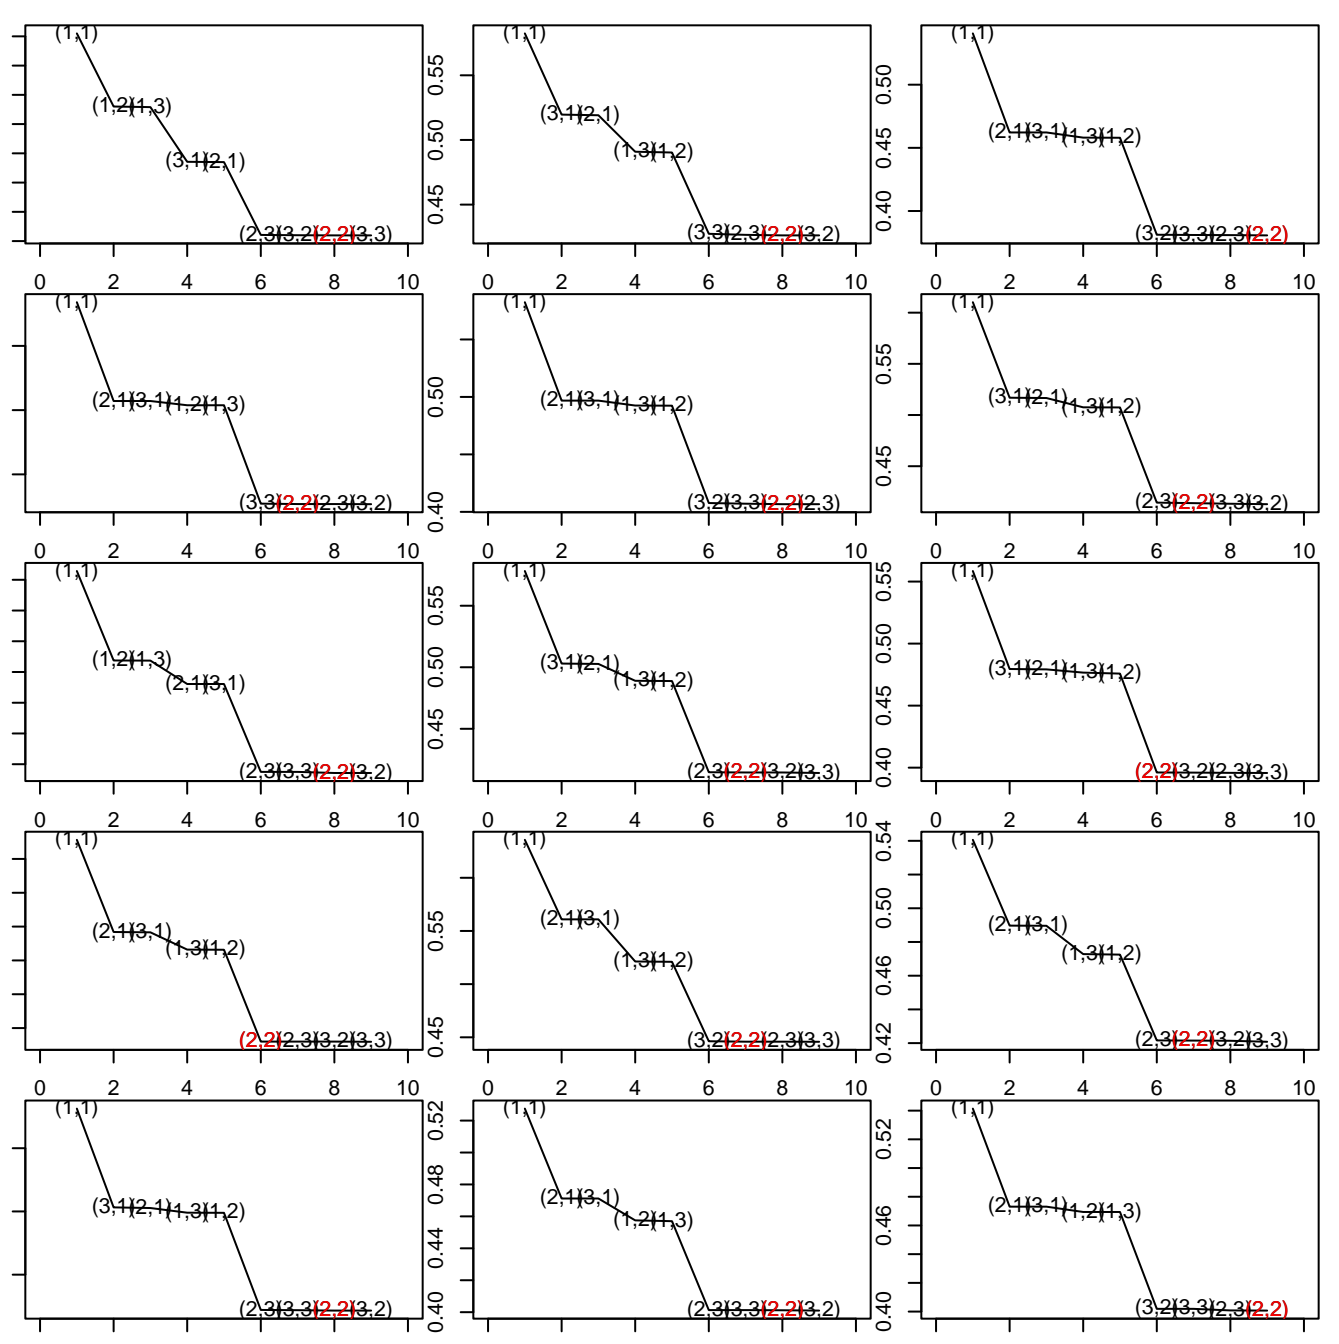 (1,1) (1,1) (1,1)
(1,2) (1,3) 0.55 (3,1) (2,1) 0.50 (2,1) (3,1) (1,3) (1,2)
(3,1) (2,1) 0.50 (1,3) (1,2) 0.45
(2,3) (3,2) (2,2) (3,3) 0.45 (3,3) (2,3) (2,2) (3,2) 0.40 (3,2) (3,3) (2,3) (2,2)
0 2 4 6 8 10 0 2 4 6 8 10 0 2 4 6 8 10
(1,1) (1,1) (1,1)
(2,1) (3,1) (1,2) (1,3) 0.50 (2,1) (3,1) (1,3) (1,2) 0.55 (3,1) (2,1) (1,3) (1,2)
(3,3) (2,2) (2,3) (3,2) 0.40 (3,2) (3,3) (2,2) (2,3) 0.45 (2,3) (2,2) (3,3) (3,2)
0 2 4 6 8 10 0 2 4 6 8 10 0 2 4 6 8 10
(1,1) 0.55 (1,1) 0.55 (1,1)
(1,2) (1,3) 0.50 (3,1) (2,1) 0.50 (3,1) (2,1) (1,3) (1,2)
(2,1) (3,1) 0.45 (1,3) (1,2) 0.45
(2,3) (3,3) (2,2) (3,2) (2,3) (2,2) (3,2) (3,3) 0.40 (2,2) (3,2) (2,3) (3,3)
0 2 4 6 8 10 0 2 4 6 8 10 0 2 4 6 8 10
(1,1) (1,1) 0.54 (1,1)
(2,1) (3,1) 0.55 (2,1) (3,1) 0.50 (2,1) (3,1)
(1,3) (1,2) (1,3) (1,2) 0.46 (1,3) (1,2)
(2,2) (2,3) (3,2) (3,3) 0.45 (3,2) (2,2) (2,3) (3,3) 0.42 (2,3) (2,2) (3,2) (3,3)
0 2 4 6 8 10 0 2 4 6 8 10 0 2 4 6 8 10
(1,1) 0.52 (1,1) 0.52 (1,1)
(3,1) (2,1) (1,3) (1,2) 0.48 (2,1) (3,1) 0.46 (2,1) (3,1) (1,2) (1,3)
0.44 (1,2) (1,3)
(2,3) (3,3) (2,2) (3,2) 0.40 (2,3) (3,3) (2,2) (3,2) 0.40 (3,2) (3,3) (2,3) (2,2)